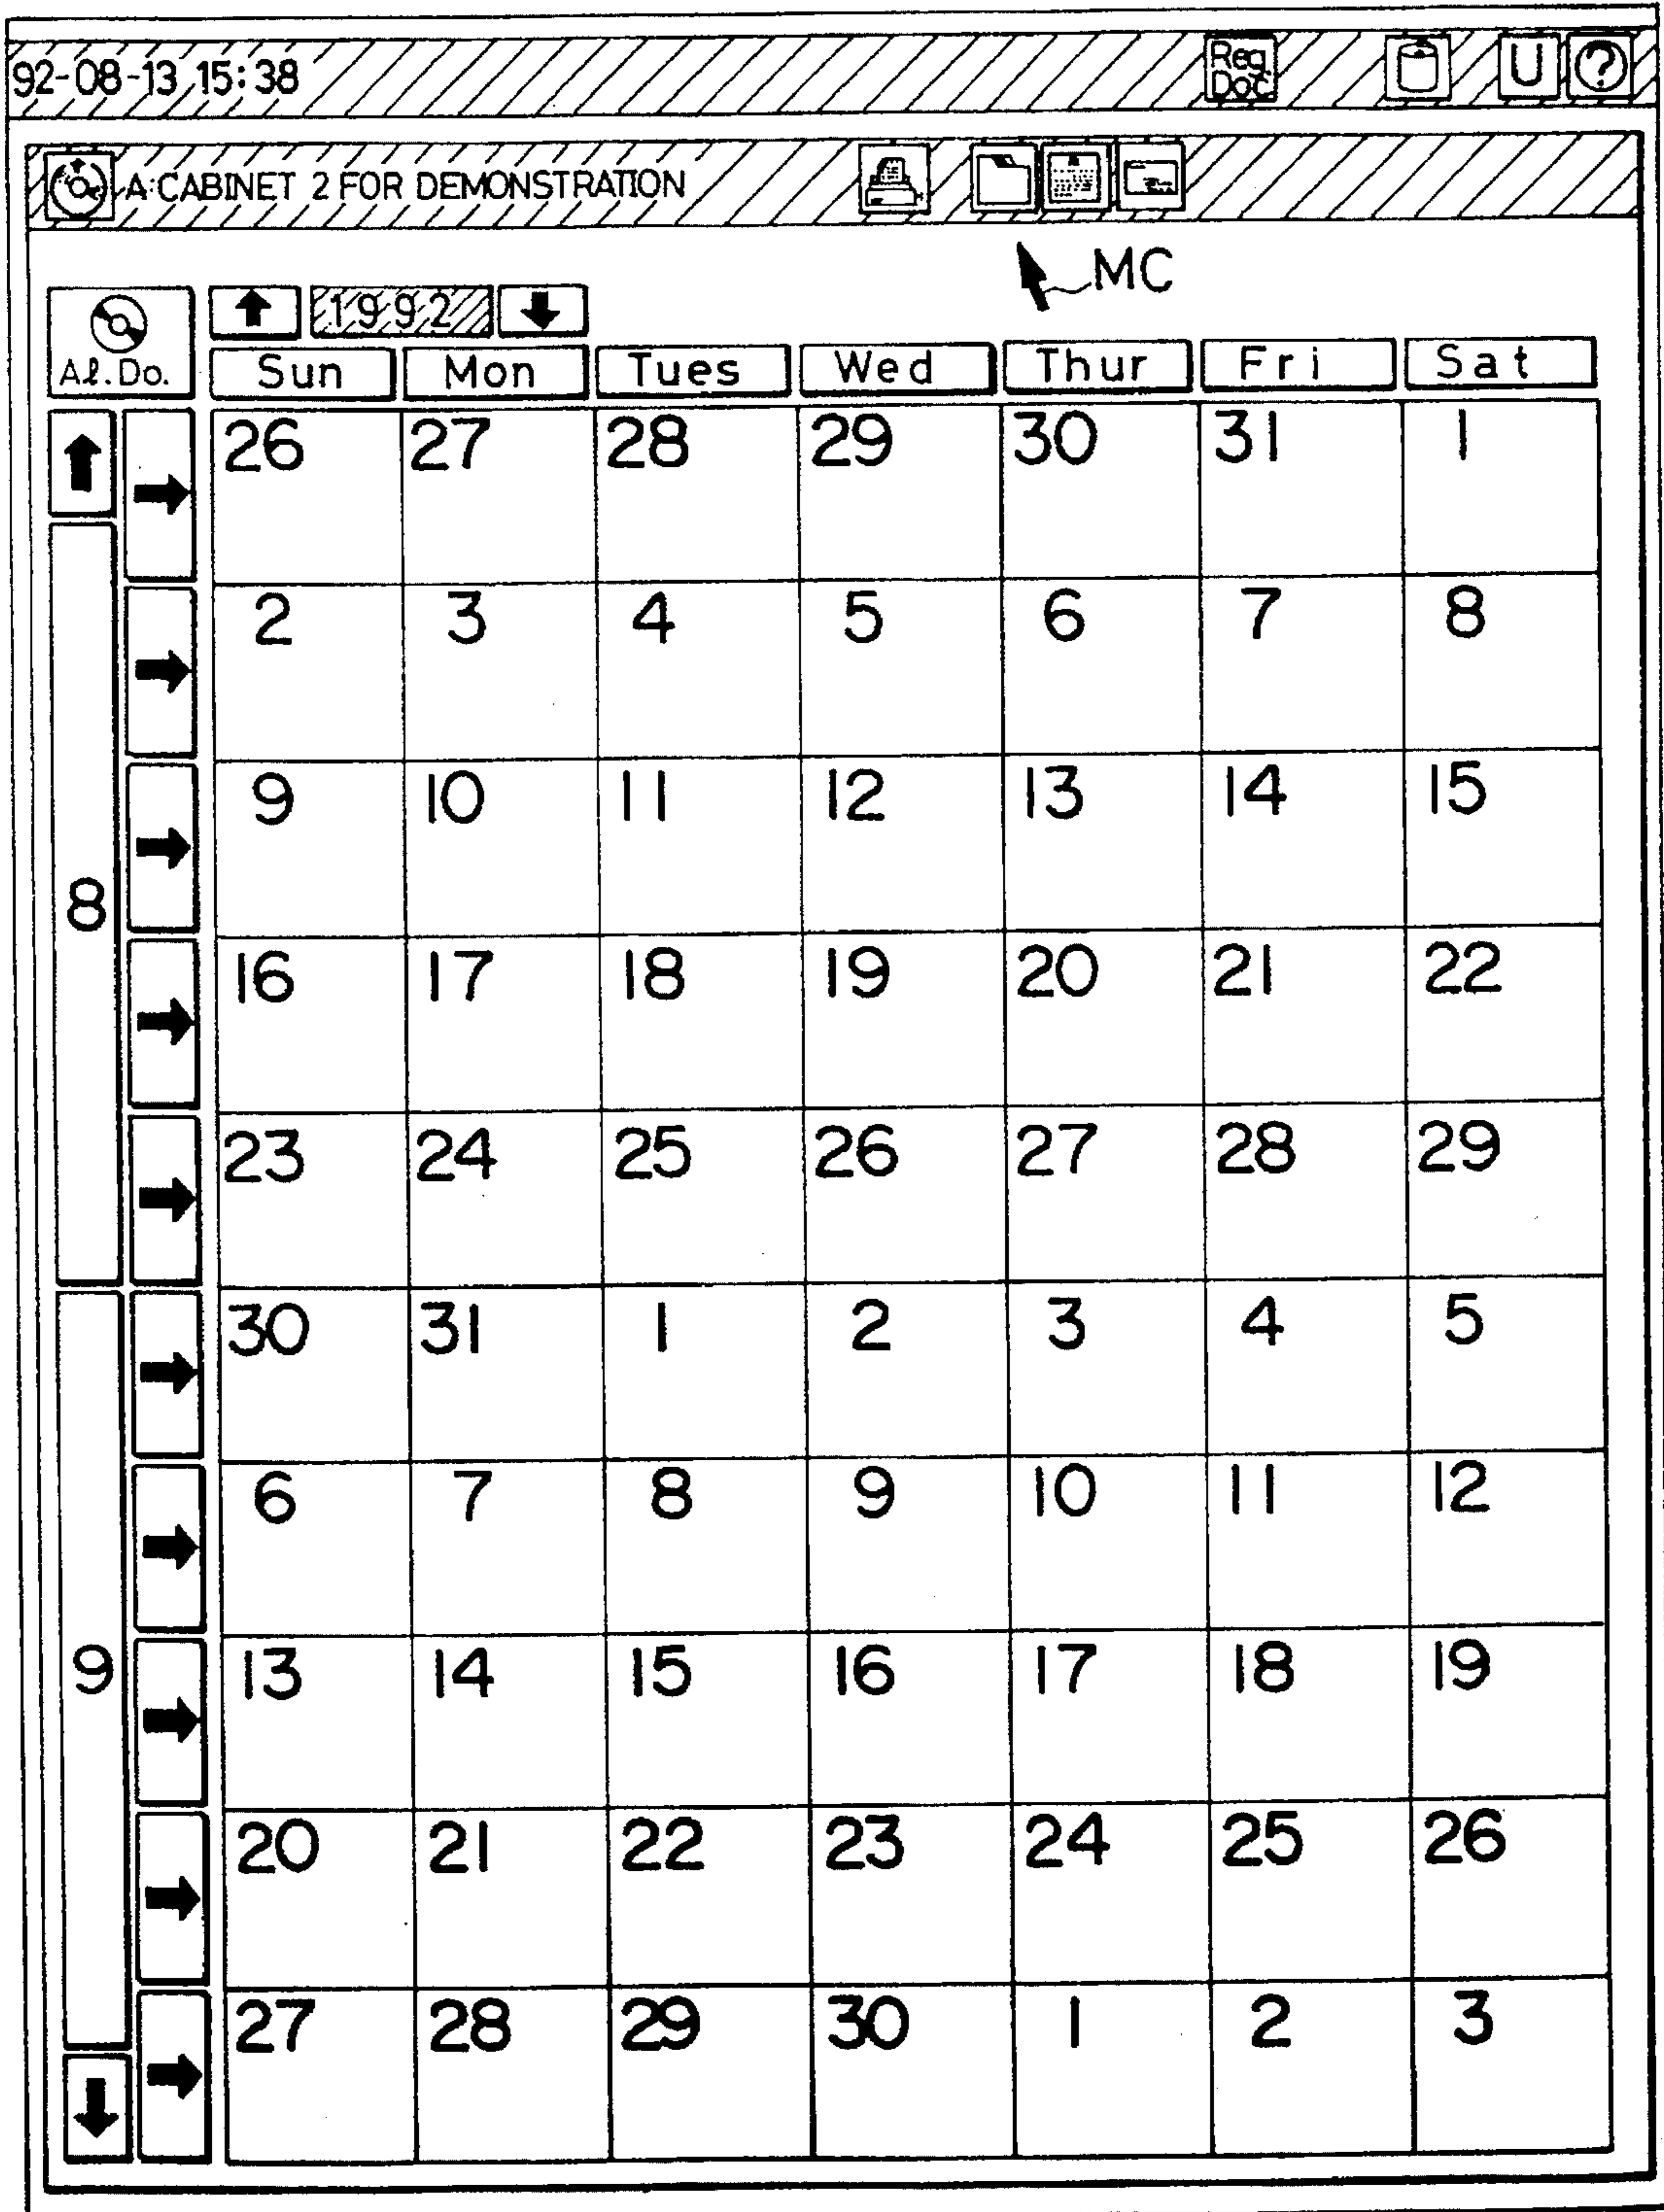 92-08-13 15:38 Reg. Doc U ?
A:CABINET 2 FOR DEMONSTRATION
MC
1992
Al.Do. Sun Mon Tues Wed Thur Fri Sat
26 27 28 29 30 31 1
2 3 4 5 6 7 8
9 10 11 12 13 14 15
8
16 17 18 19 20 21 22
23 24 25 26 27 28 29
30 31 1 2 3 4 5
6 7 8 9 10 11 12
9 13 14 15 16 17 18 19
20 21 22 23 24 25 26
27 28 29 30 1 2 3